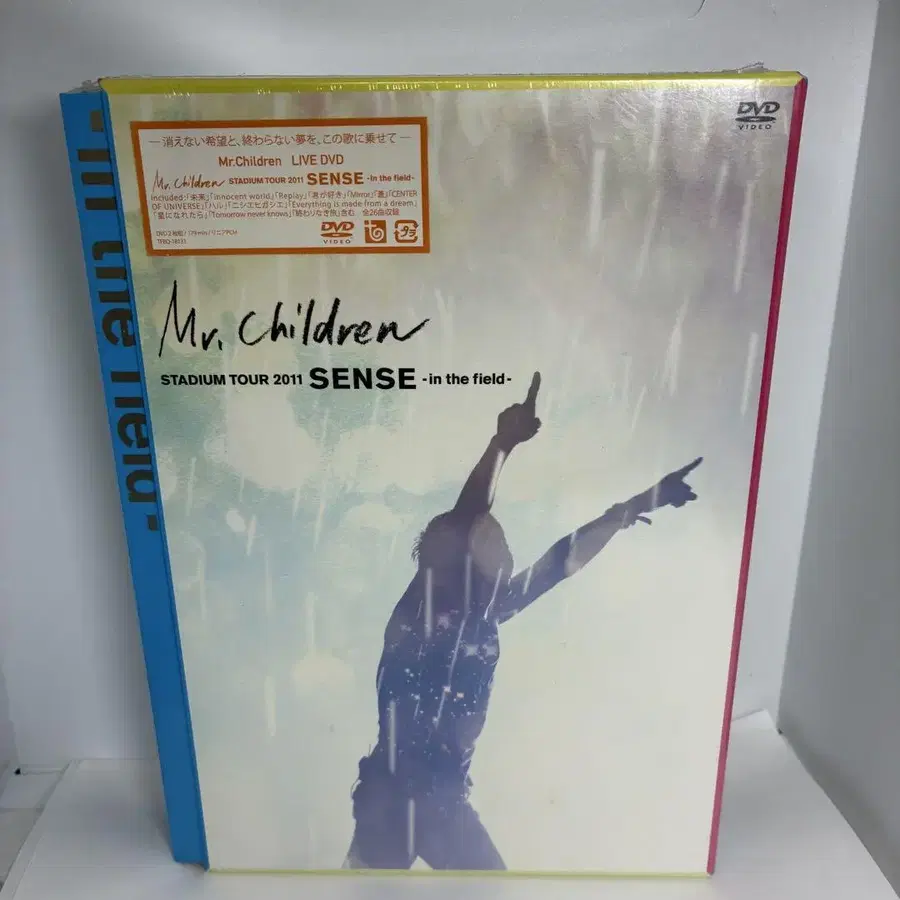 DVD
VIDEO
― 消えない希望と、終わらない夢を、この歌に乗せて ―
Mr.Children LIVE DVD
Mr. Children STADIUM TOUR 2011 SENSE -in the field-
included:「未来」「innocent world」「Replay」「君が好き」「Mirror」「蒼」「CENTER
OF UNIVERSE」「ハル」「ニシエヒガシエ」「Everything is made from a dream」
「星になれたら」「Tomorrow never knows」「終わりなき旅」含む 全26曲収録
TFBQ-18131
DVD
VIDEO
Mr. Children
STADIUM TOUR 2011 SENSE -in the field-
-in the field-